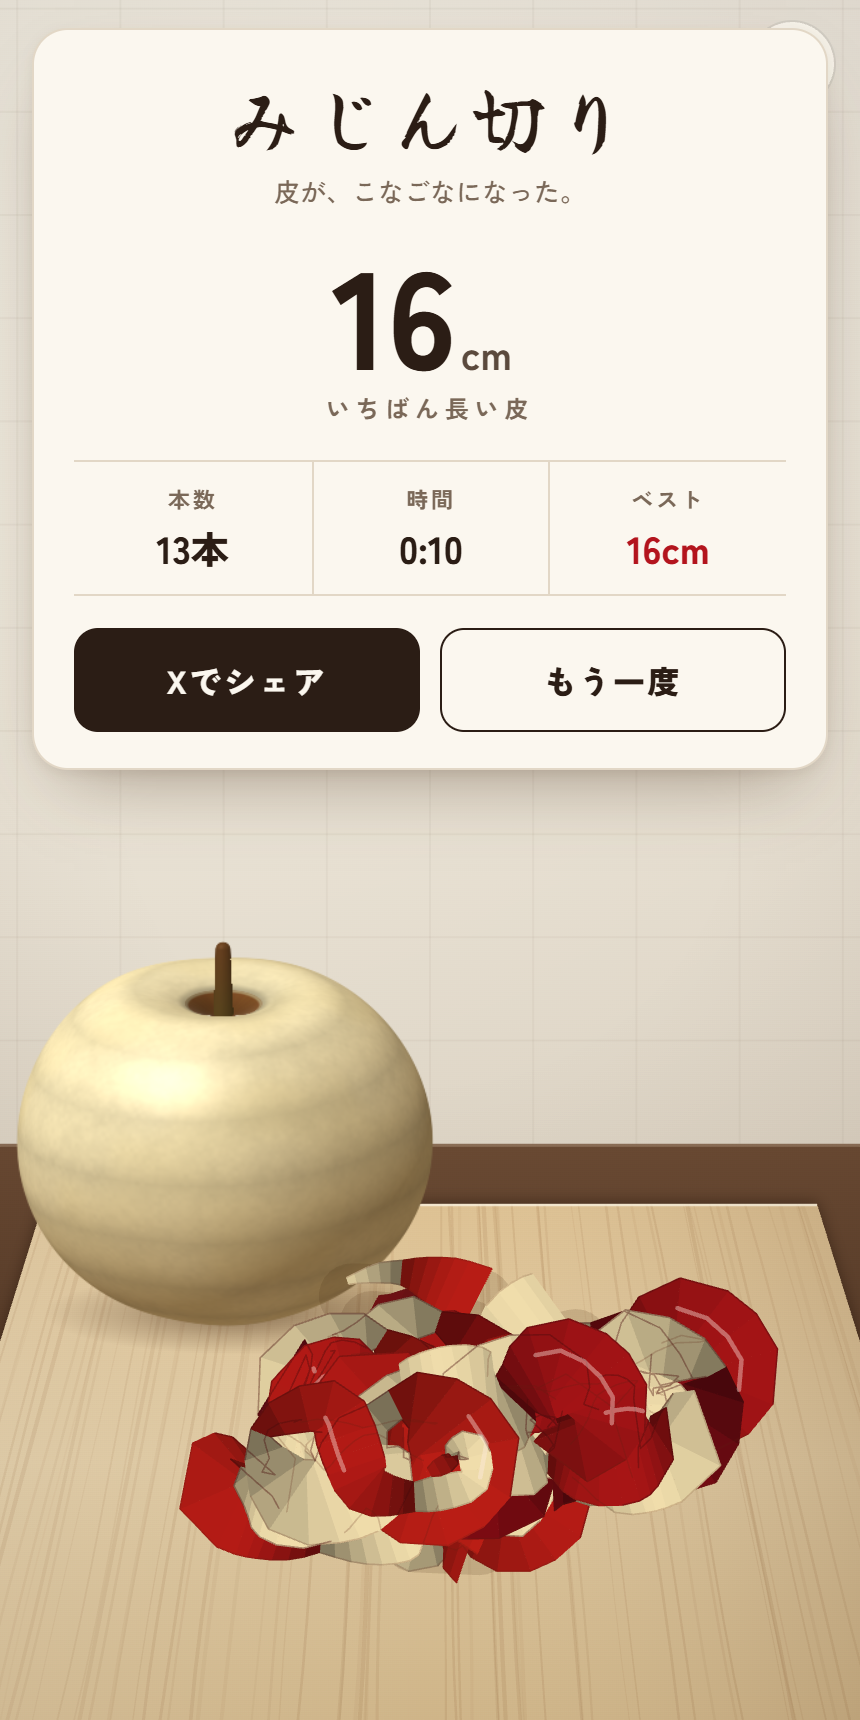 みじん切り
皮が、こなごなになった。
16cm
いちばん長い皮
本数 時間 ベスト
13本 0:10 16cm
Xでシェア もう一度